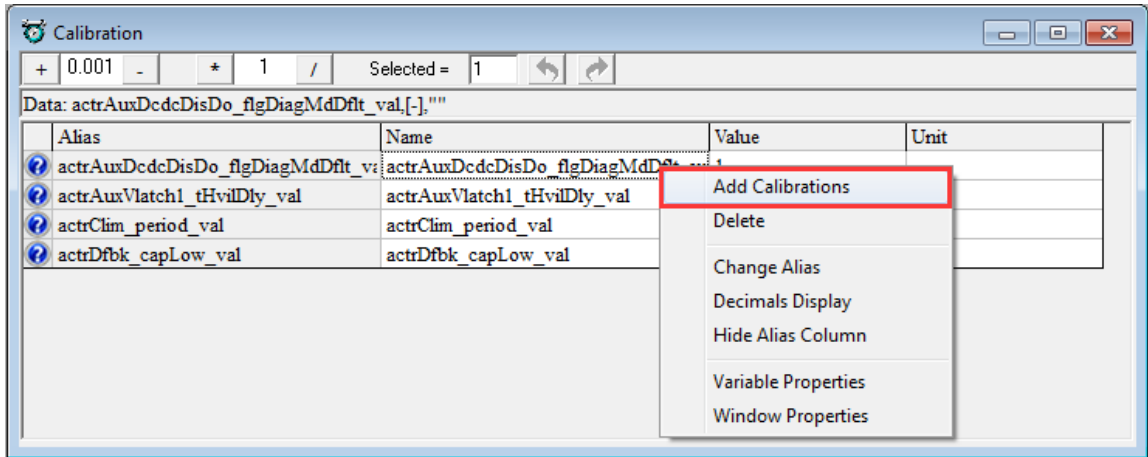 Calibration
+ 0.001 - * 1 / Selected = 1
Data: actrAuxDcdcDisDo_flgDiagMdDflt_val,[-],""
Alias Name Value Unit
actrAuxDcdcDisDo_flgDiagMdDflt_va actrAuxDcdcDisDo_flgDiagMdDflt_va 1
actrAuxVlatch1_tHvilDly_val actrAuxVlatch1_tHvilDly_val
actrClim_period_val actrClim_period_val
actrDfbk_capLow_val actrDfbk_capLow_val
Add Calibrations
Delete
Change Alias
Decimals Display
Hide Alias Column
Variable Properties
Window Properties